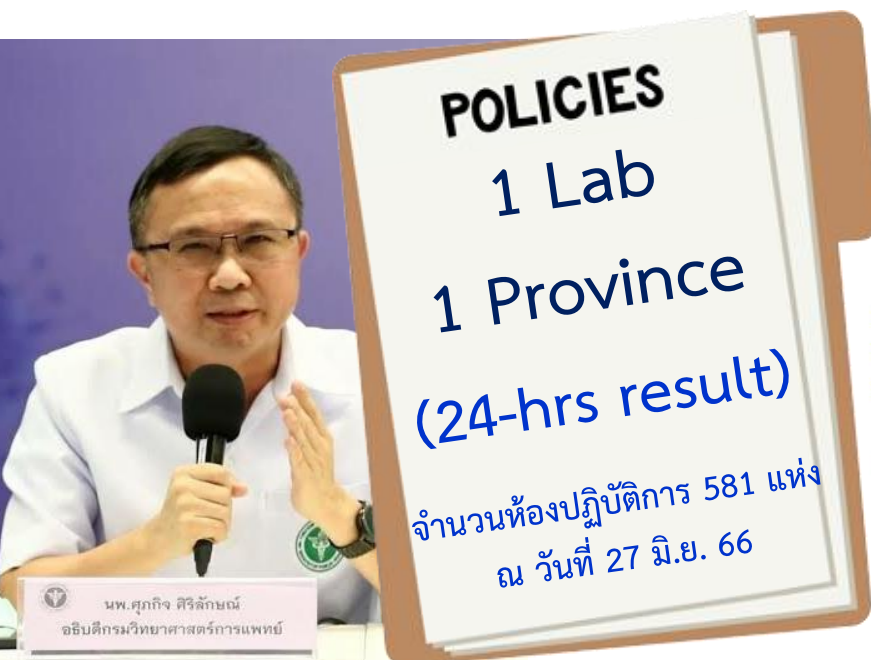 POLICIES
1 Lab
1 Province
(24-hrs result)
จำนวนห้องปฏิบัติการ 581 แห่ง
ณ วันที่ 27 มิ.ย. 66
นพ.ศุภกิจ ศิริลักษณ์
อธิบดีกรมวิทยาศาสตร์การแพทย์